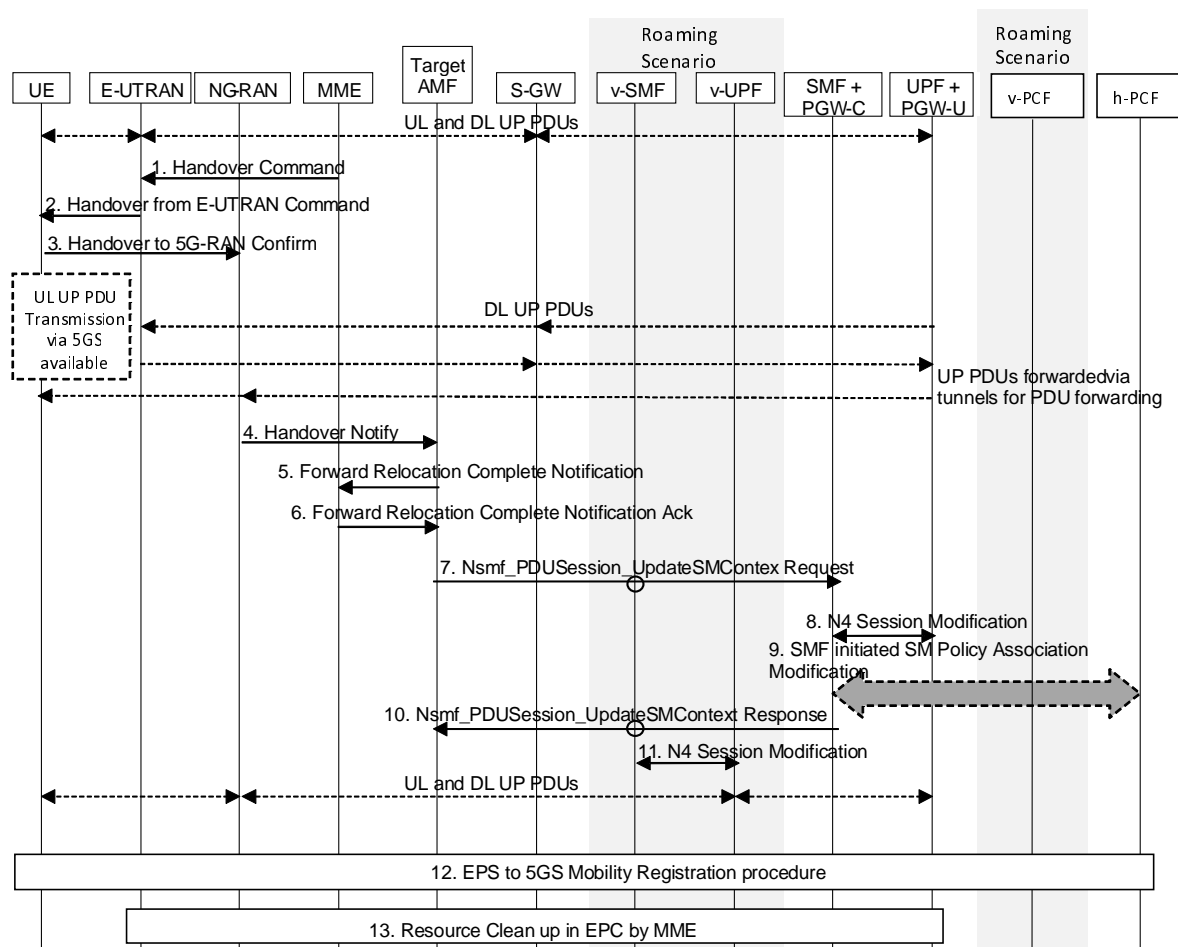 Roaming
Scenario
Roaming
Scenario
UE
E-UTRAN
NG-RAN
MME
Target
AMF
S-GW
v-SMF
v-UPF
SMF +
PGW-C
UPF +
PGW-U
v-PCF
h-PCF
UL and DL UP PDUs
1. Handover Command
2. Handover from E-UTRAN Command
3. Handover to 5G-RAN Confirm
UL UP PDU
Transmission
via 5GS
available
DL UP PDUs
UP PDUs forwardedvia
tunnels for PDU forwarding
4. Handover Notify
5. Forward Relocation Complete Notification
6. Forward Relocation Complete Notification Ack
7. Nsmf_PDUSession_UpdateSMContex Request
8. N4 Session Modification
9. SMF initiated SM Policy Association
Modification
10. Nsmf_PDUSession_UpdateSMContext Response
11. N4 Session Modification
UL and DL UP PDUs
12. EPS to 5GS Mobility Registration procedure
13. Resource Clean up in EPC by MME